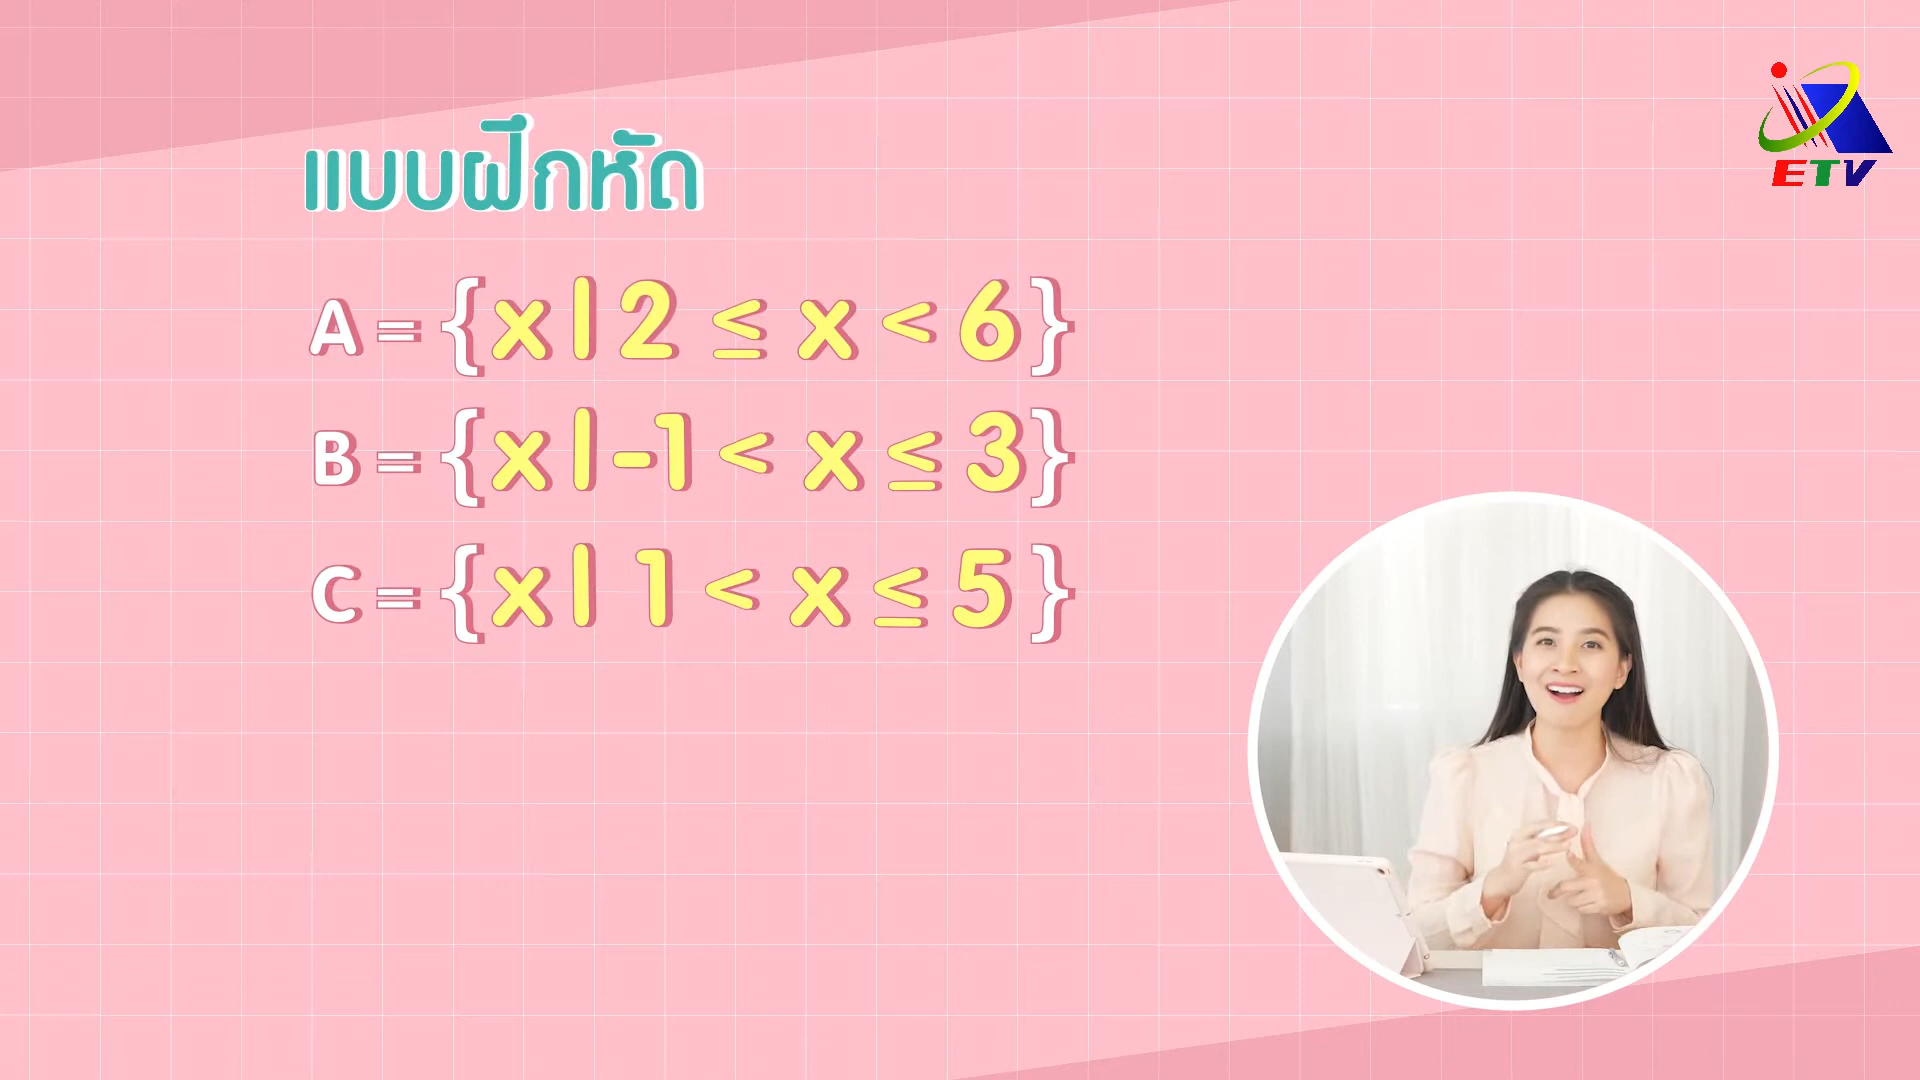 ETV
แบบฝึกหัด
A = {x | 2 ≤ x < 6}
B = {x | -1 < x ≤ 3}
C = {x | 1 < x ≤ 5}